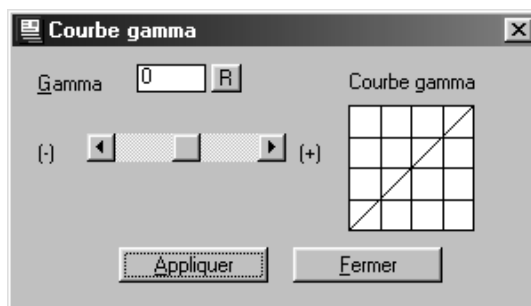 Courbe gamma
Gamma 0 R
Courbe gamma
(-) (+)
Appliquer Fermer